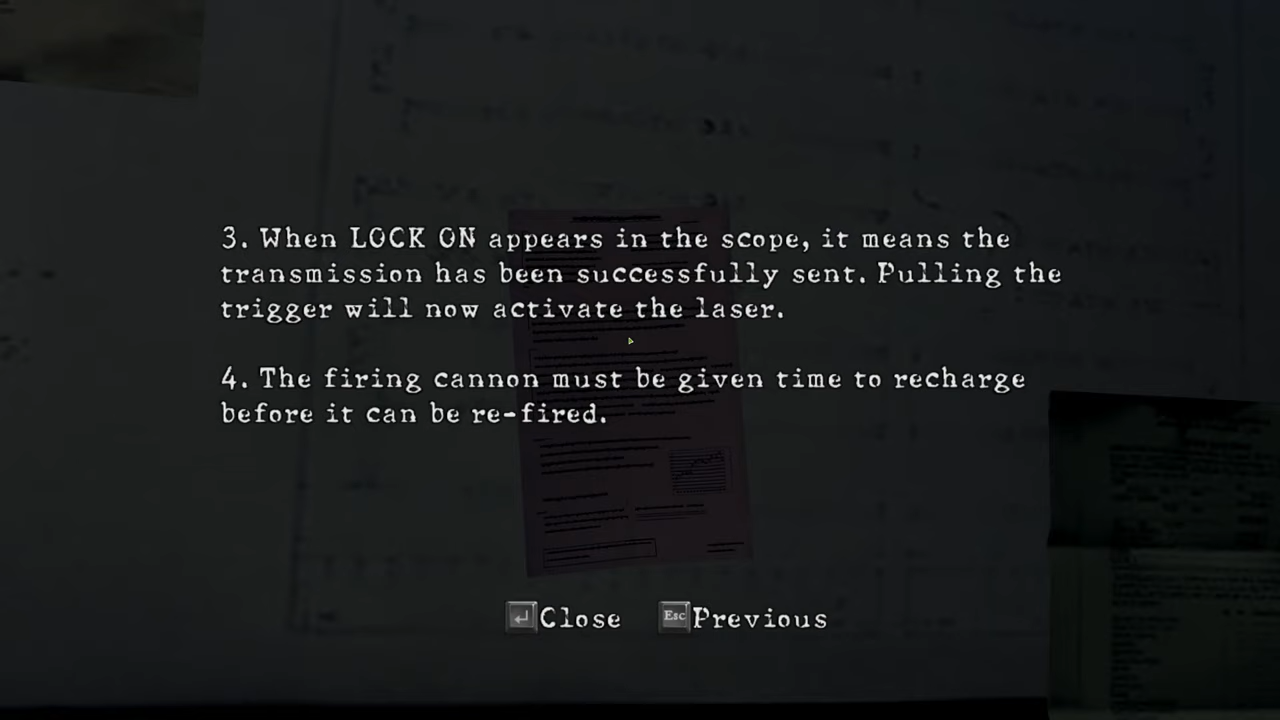 3. When LOCK ON appears in the scope, it means the
transmission has been successfully sent. Pulling the
trigger will now activate the laser.
4. The firing cannon must be given time to recharge
before it can be re-fired.
Close Esc Previous